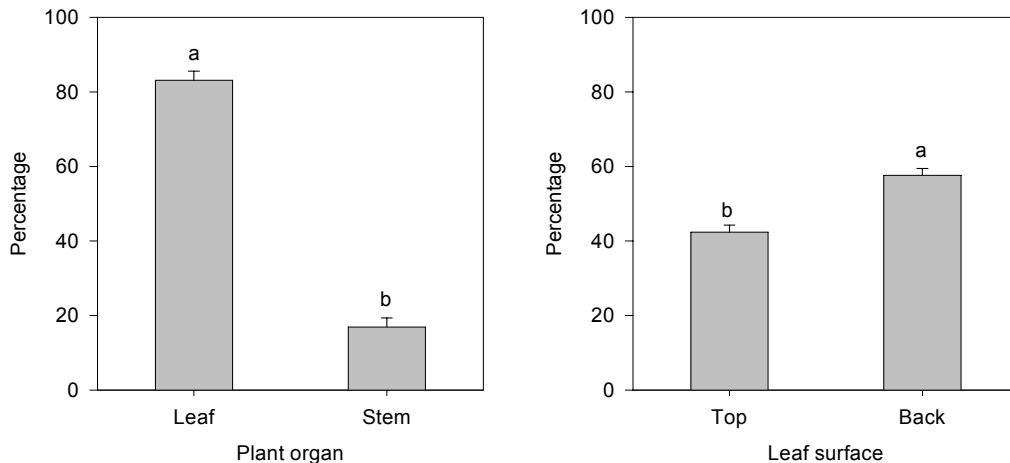 100
80
60
40
20
0
Percentage
a
b
Leaf
Stem
Plant organ
100
80
60
40
20
0
Percentage
b
a
Top
Back
Leaf surface